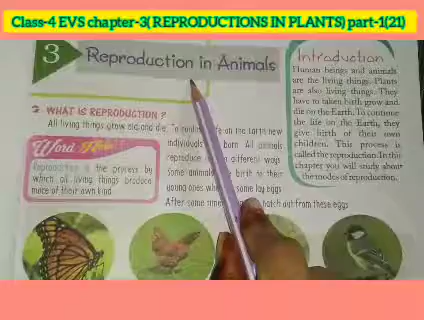 Class-4 EVS chapter-3( REPRODUCTIONS IN PLANTS) part-1(21)
3
Reproduction in Animals
WHAT IS REPRODUCTION ?
All living things grow old and die. To on the Earth, new
individuals born. All animals
reproduce different ways
Some animals birth to their
young ones some lay eggs
After some time hatch out from these eggs
Word
Reproduction is the process by
which all living things produce
more of their own kind
Introduction
Human beings and animals
are the living things. Plants
are also living things. They
have to taken birth grow and
die on the Earth. To continue
the life on the Earth, they
give birth of their own
children. This process is
called the reproduction. In this
chapter you will study about
the modes of reproduction.